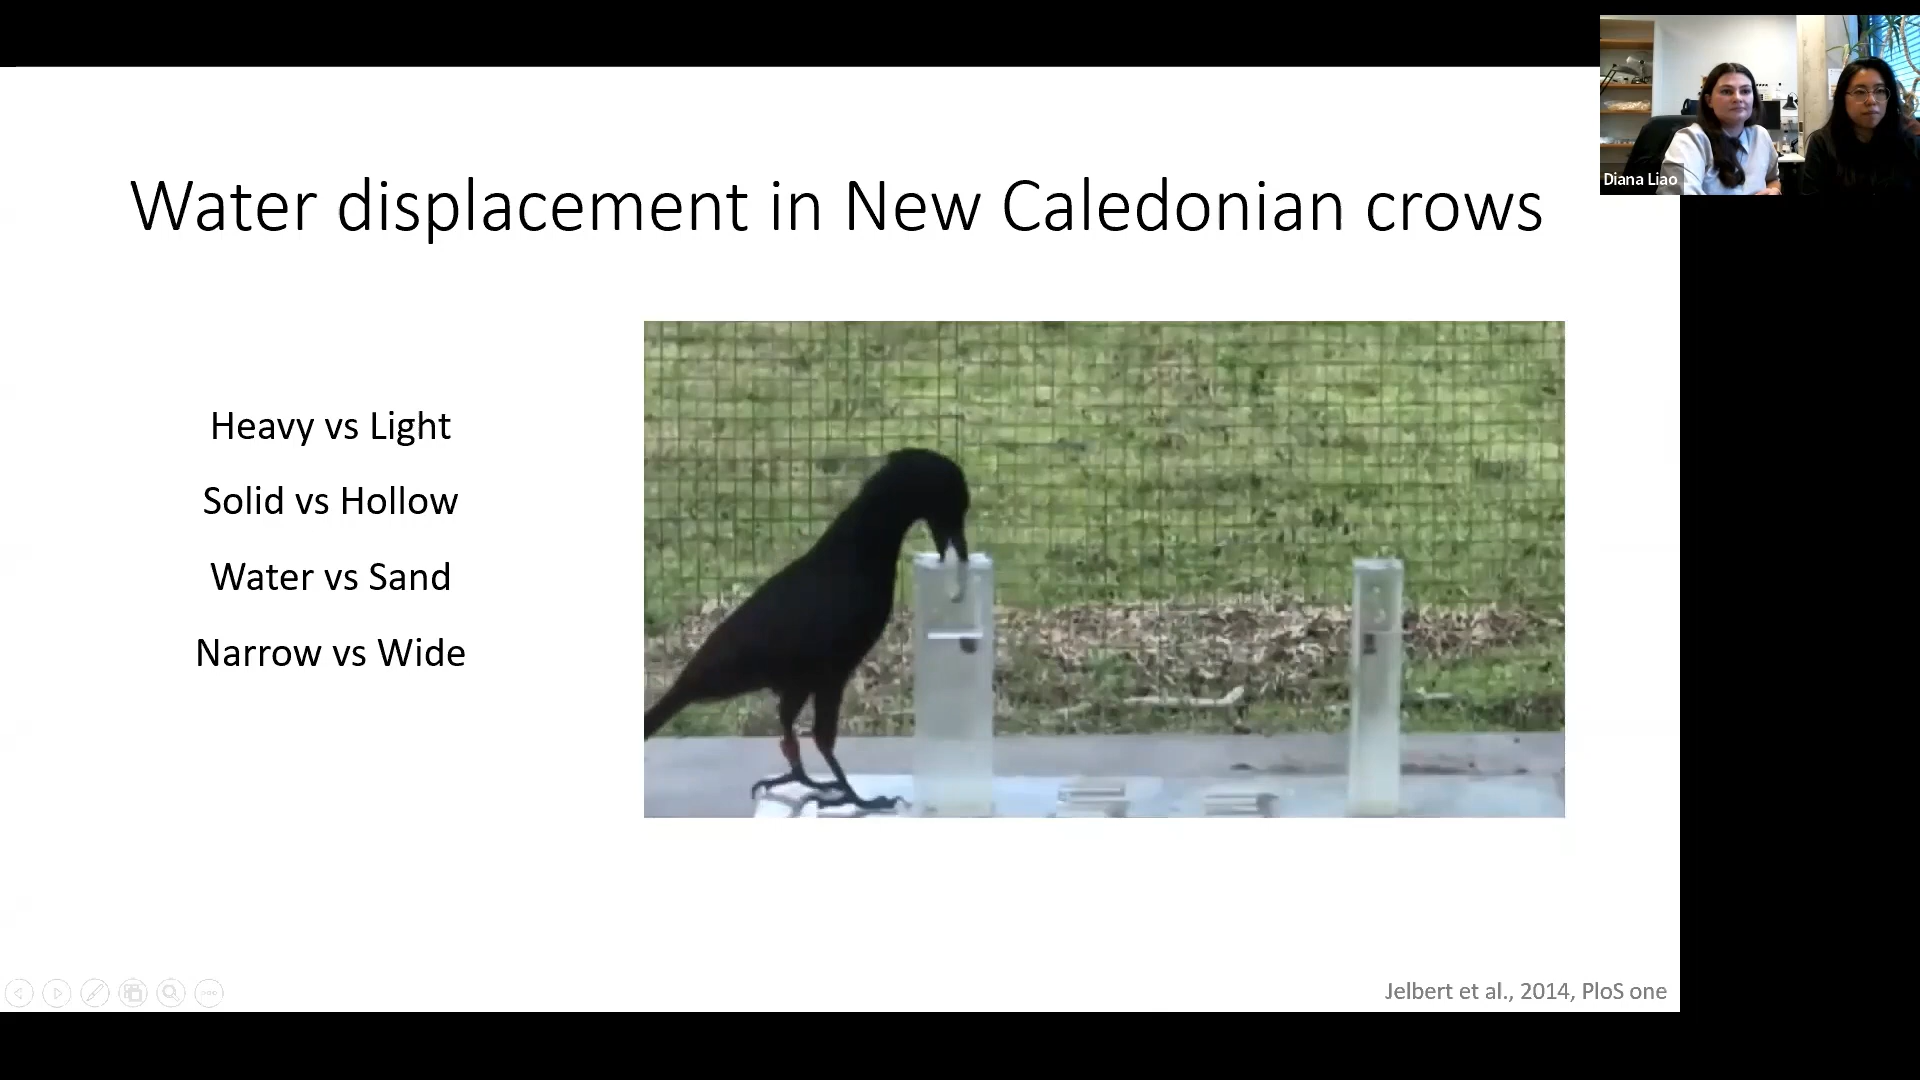 Diana Liao
Water displacement in New Caledonian crows
Heavy vs Light
Solid vs Hollow
Water vs Sand
Narrow vs Wide
Jelbert et al., 2014, PloS one